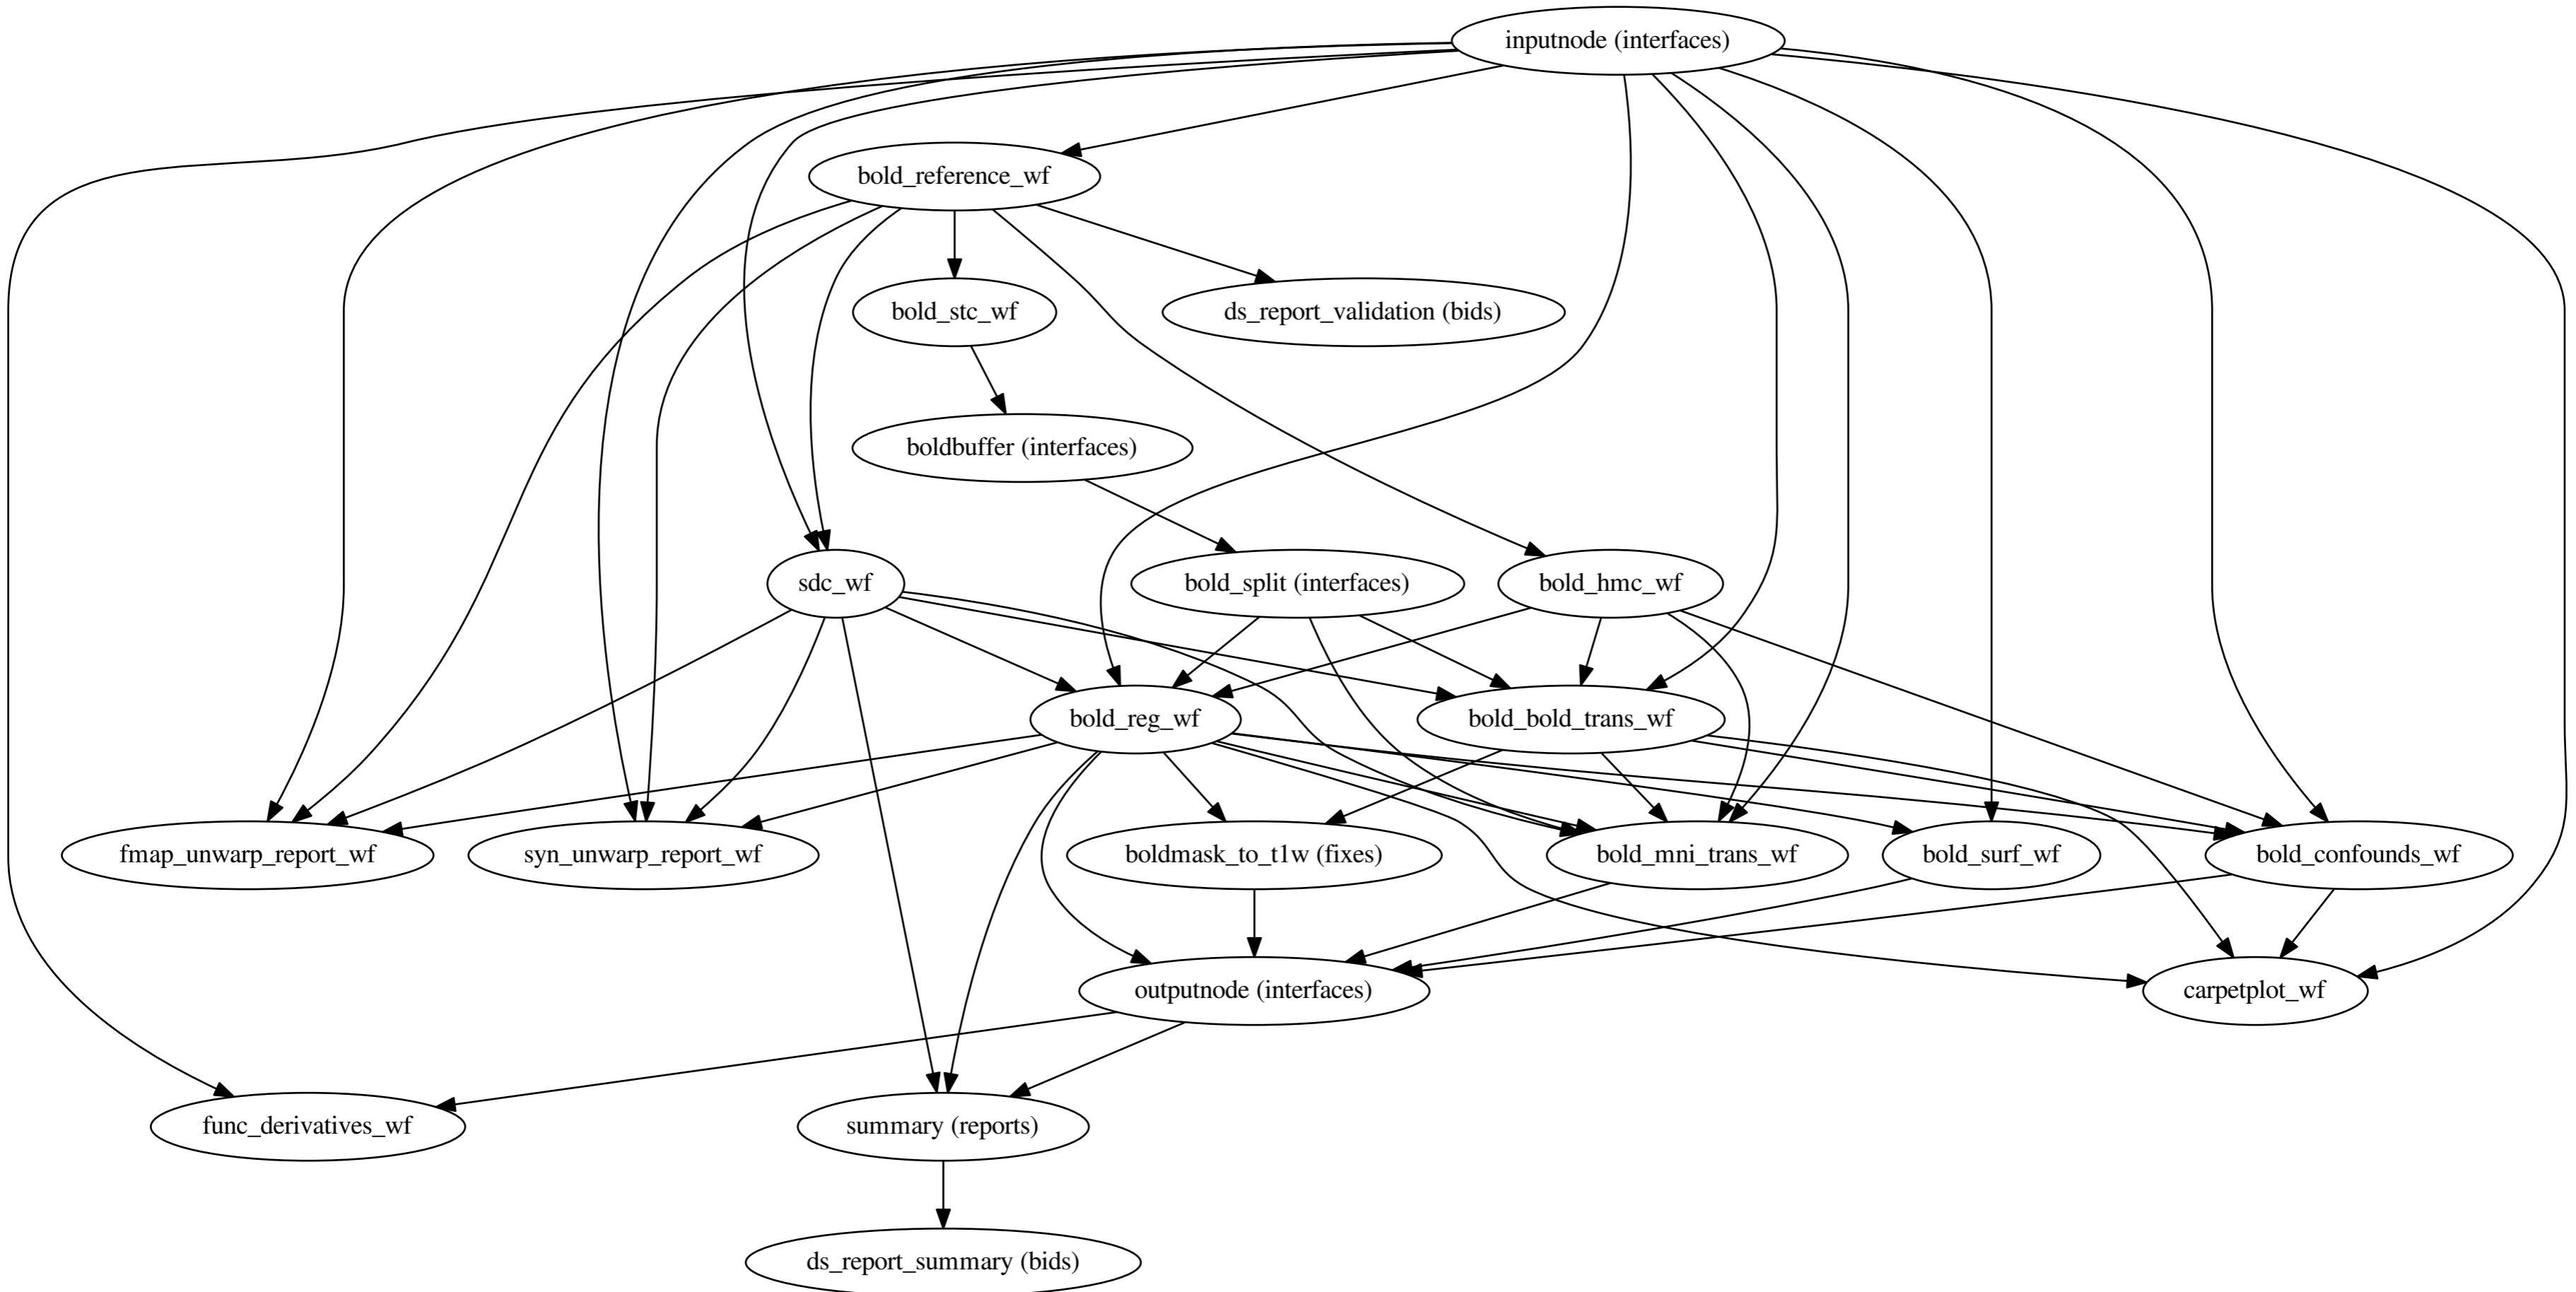 inputnode (interfaces)
bold_reference_wf
bold_stc_wf
ds_report_validation (bids)
boldbuffer (interfaces)
sdc_wf
bold_split (interfaces)
bold_hmc_wf
bold_reg_wf
bold_bold_trans_wf
fmap_unwarp_report_wf
syn_unwarp_report_wf
boldmask_to_t1w (fixes)
bold_mni_trans_wf
bold_surf_wf
bold_confounds_wf
outputnode (interfaces)
carpetplot_wf
func_derivatives_wf
summary (reports)
ds_report_summary (bids)